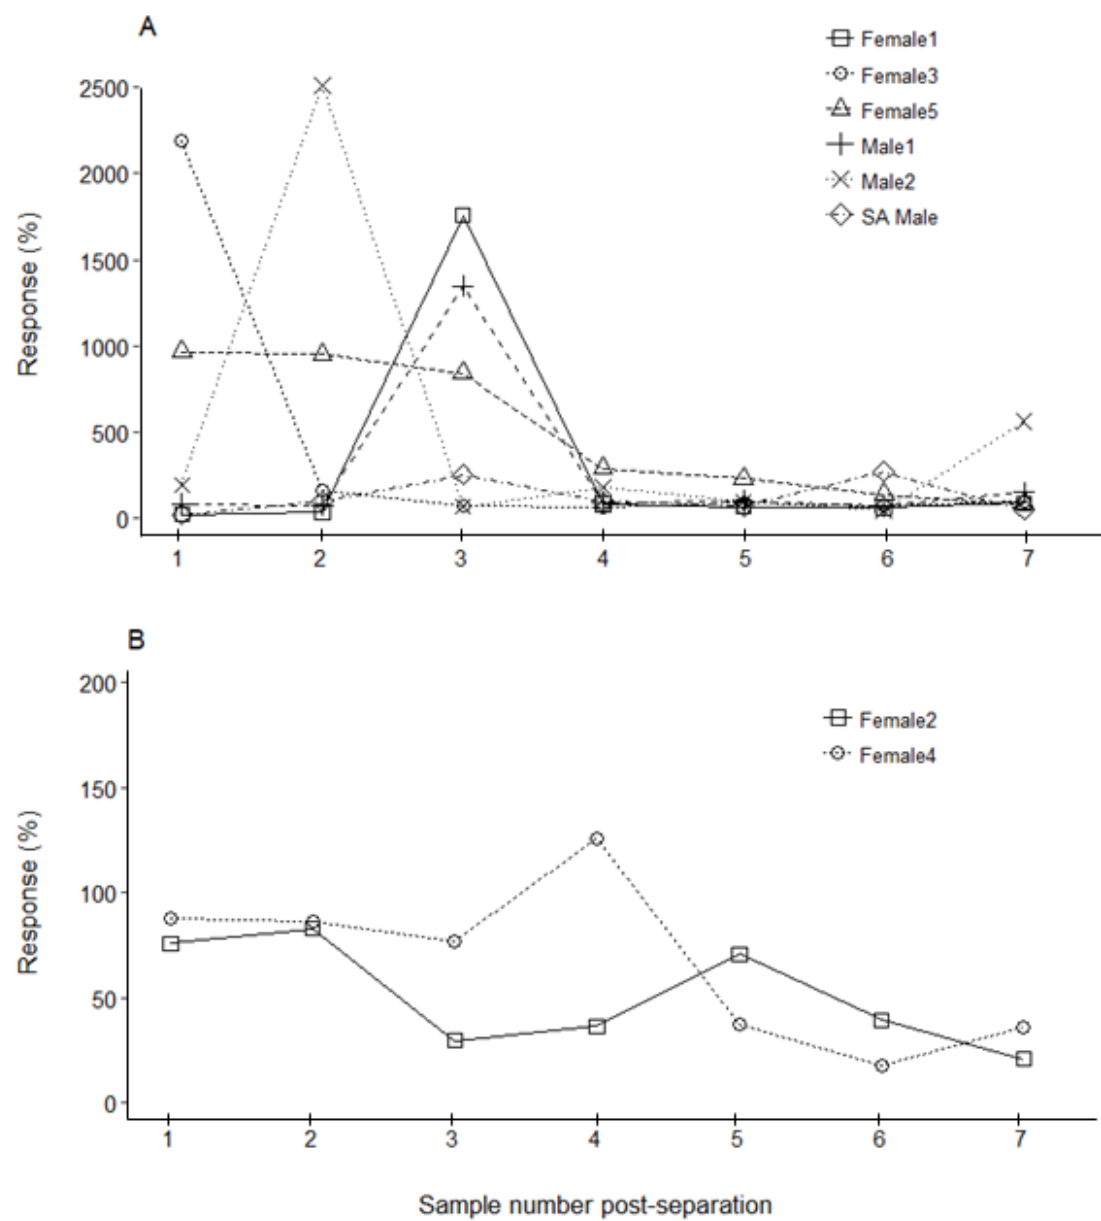 A
Female1
Female3
Female5
Male1
Male2
SA Male
Response (%)
2500
2000
1500
1000
500
0
1 2 3 4 5 6 7
B
Female2
Female4
Response (%)
200
150
100
50
0
1 2 3 4 5 6 7
Sample number post-separation